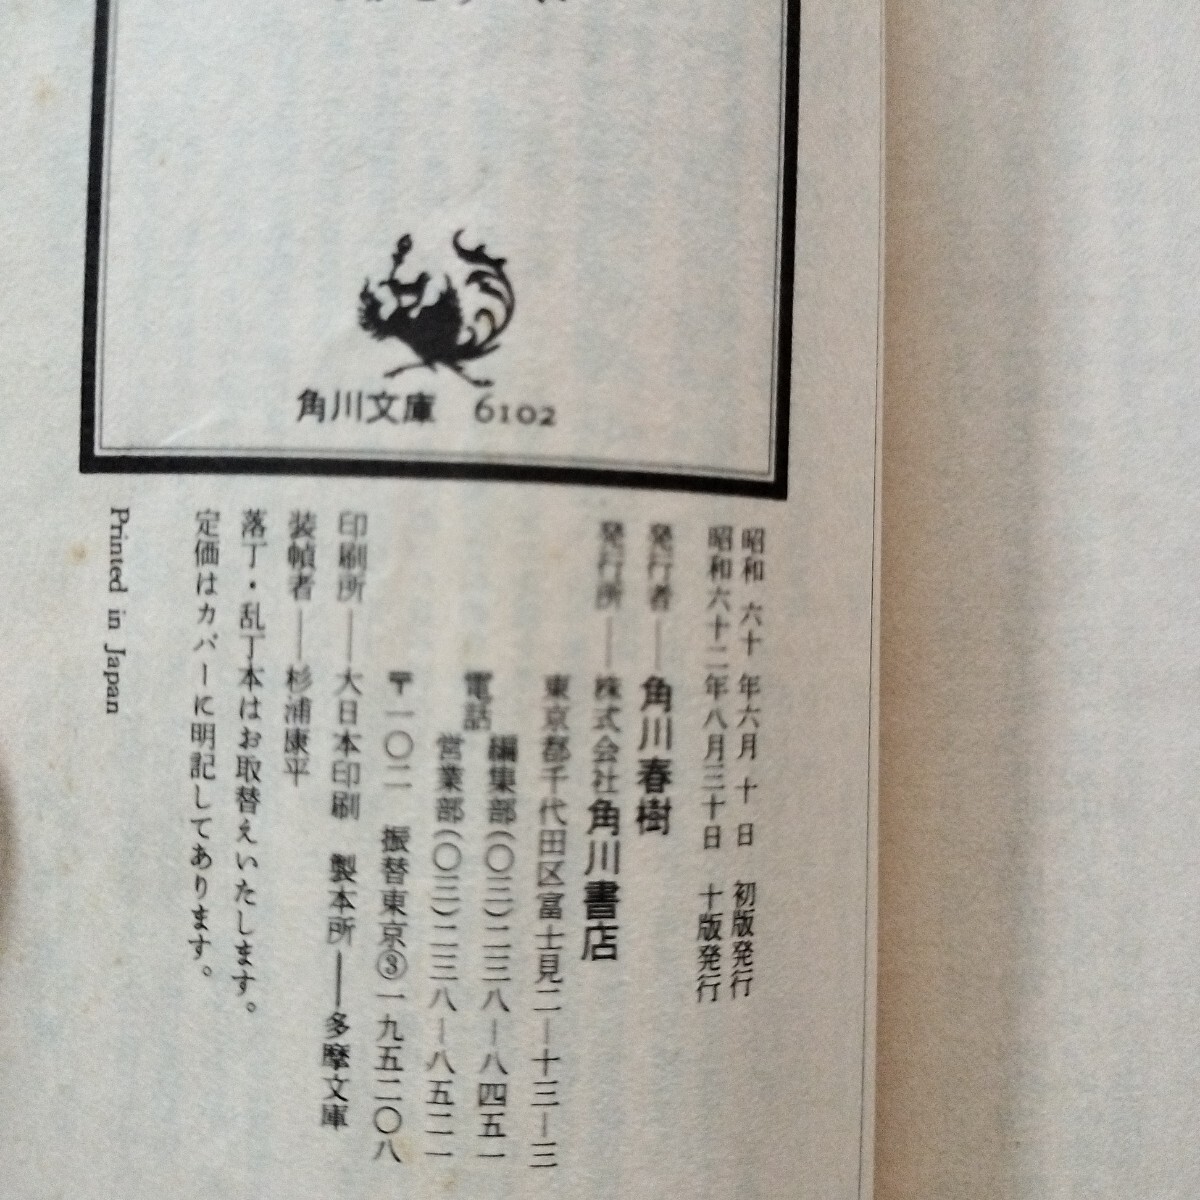 角川文庫 6102
昭和六十年六月十日 初版発行
昭和六十二年八月三十日 十版発行
発行者――角川春樹
発行所――株式会社角川書店
東京都千代田区富士見二―十三―三
電話 編集部(〇三)二三八―八四五一
営業部(〇三)二三八―八五二一
〒一〇二 振替東京③一九五二〇八
印刷所――大日本印刷 製本所――多摩文庫
装幀者――杉浦康平
落丁・乱丁本はお取替えいたします。
定価はカバーに明記してあります。
Printed in Japan